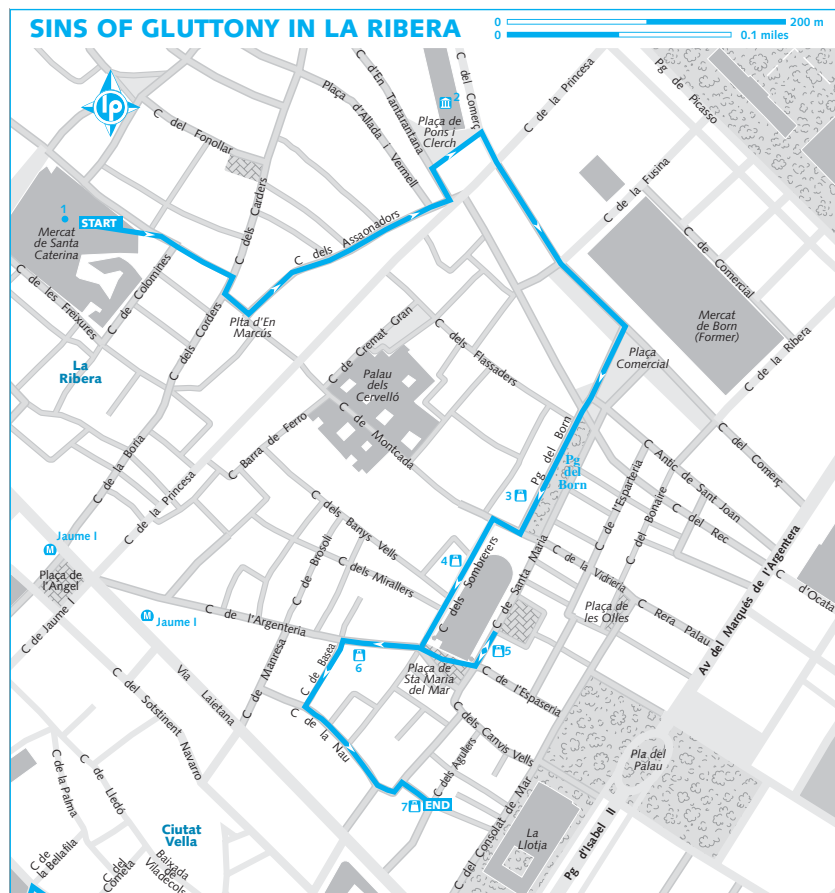 SINS OF GLUTTONY IN LA RIBERA
0 200 m
0 0.1 miles
lp
C del Fonollar
Plaça d'Allada i Vermell
C d'En Tantarantana
C del Comerç
2
Plaça de
Pons i
Clerch
C de la Princesa
Pg de Picasso
C de la Fusina
C dels Carders
1
START
Mercat
de Santa
Caterina
C dels Assaonadors
C de Comercial
C de les Freixures
C de Colomines
C dels Corders
Plta d'En
Marcús
Mercat
de Born
(Former)
C de Cremat Gran
C dels Flassaders
Plaça
Comercial
C de la Ribera
La
Ribera
Palau
dels
Cervelló
C de Montcada
C Barra de Ferro
C de la Boria
C de la Princesa
Pg del Born
Pg
del
Born
3
C del Comerç
C Antic de Sant Joan
C de l'Esparteria
C del Bonaire
C del Rec
C dels Banys Vells
C dels Mirallers
C de Brosolí
Jaume I
M
Plaça de
l'Àngel
C de Jaume I
M
Jaume I
4
C dels Sombrerers
C de Santa Maria
C de la Vidrieria
Plaça de
les Olles
C Rera Palau
C d'Ocata
Av del Marquès de l'Argentera
C de l'Argenteria
C de Manresa
C de Basea
6
5
Plaça de
Sta Maria
del Mar
C de l'Espaseria
Via Laietana
C del Sotstinent Navarro
C de la Nau
C dels Canvis Vells
C dels Agullers
Pla del
Palau
C de la Palma
C de Lledó
7
END
C del Consolat de Mar
La
Llotja
Pg d'Isabel II
Ciutat
Vella
C de
la Bellafila
C del
Cometa
Baixada
de
Viladecols